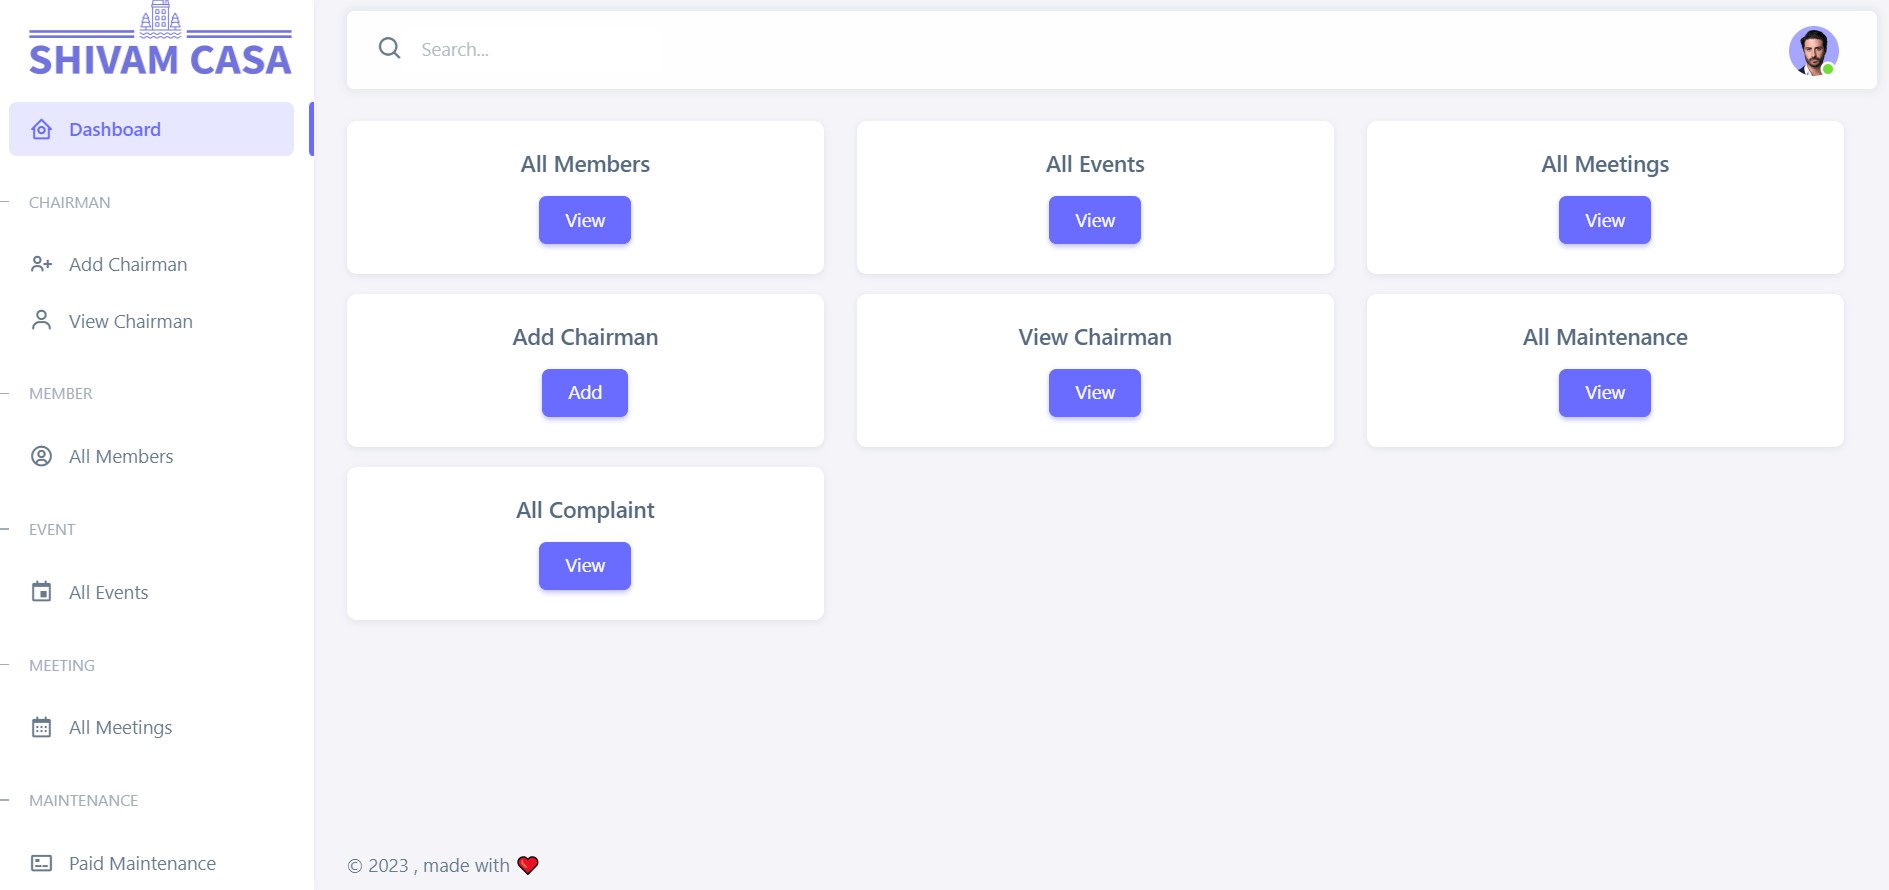 SHIVAM CASA
Dashboard
CHAIRMAN
Add Chairman
View Chairman
MEMBER
All Members
EVENT
All Events
MEETING
All Meetings
MAINTENANCE
Paid Maintenance
Search...
All Members
View
All Events
View
All Meetings
View
Add Chairman
Add
View Chairman
View
All Maintenance
View
All Complaint
View
© 2023 , made with ❤️